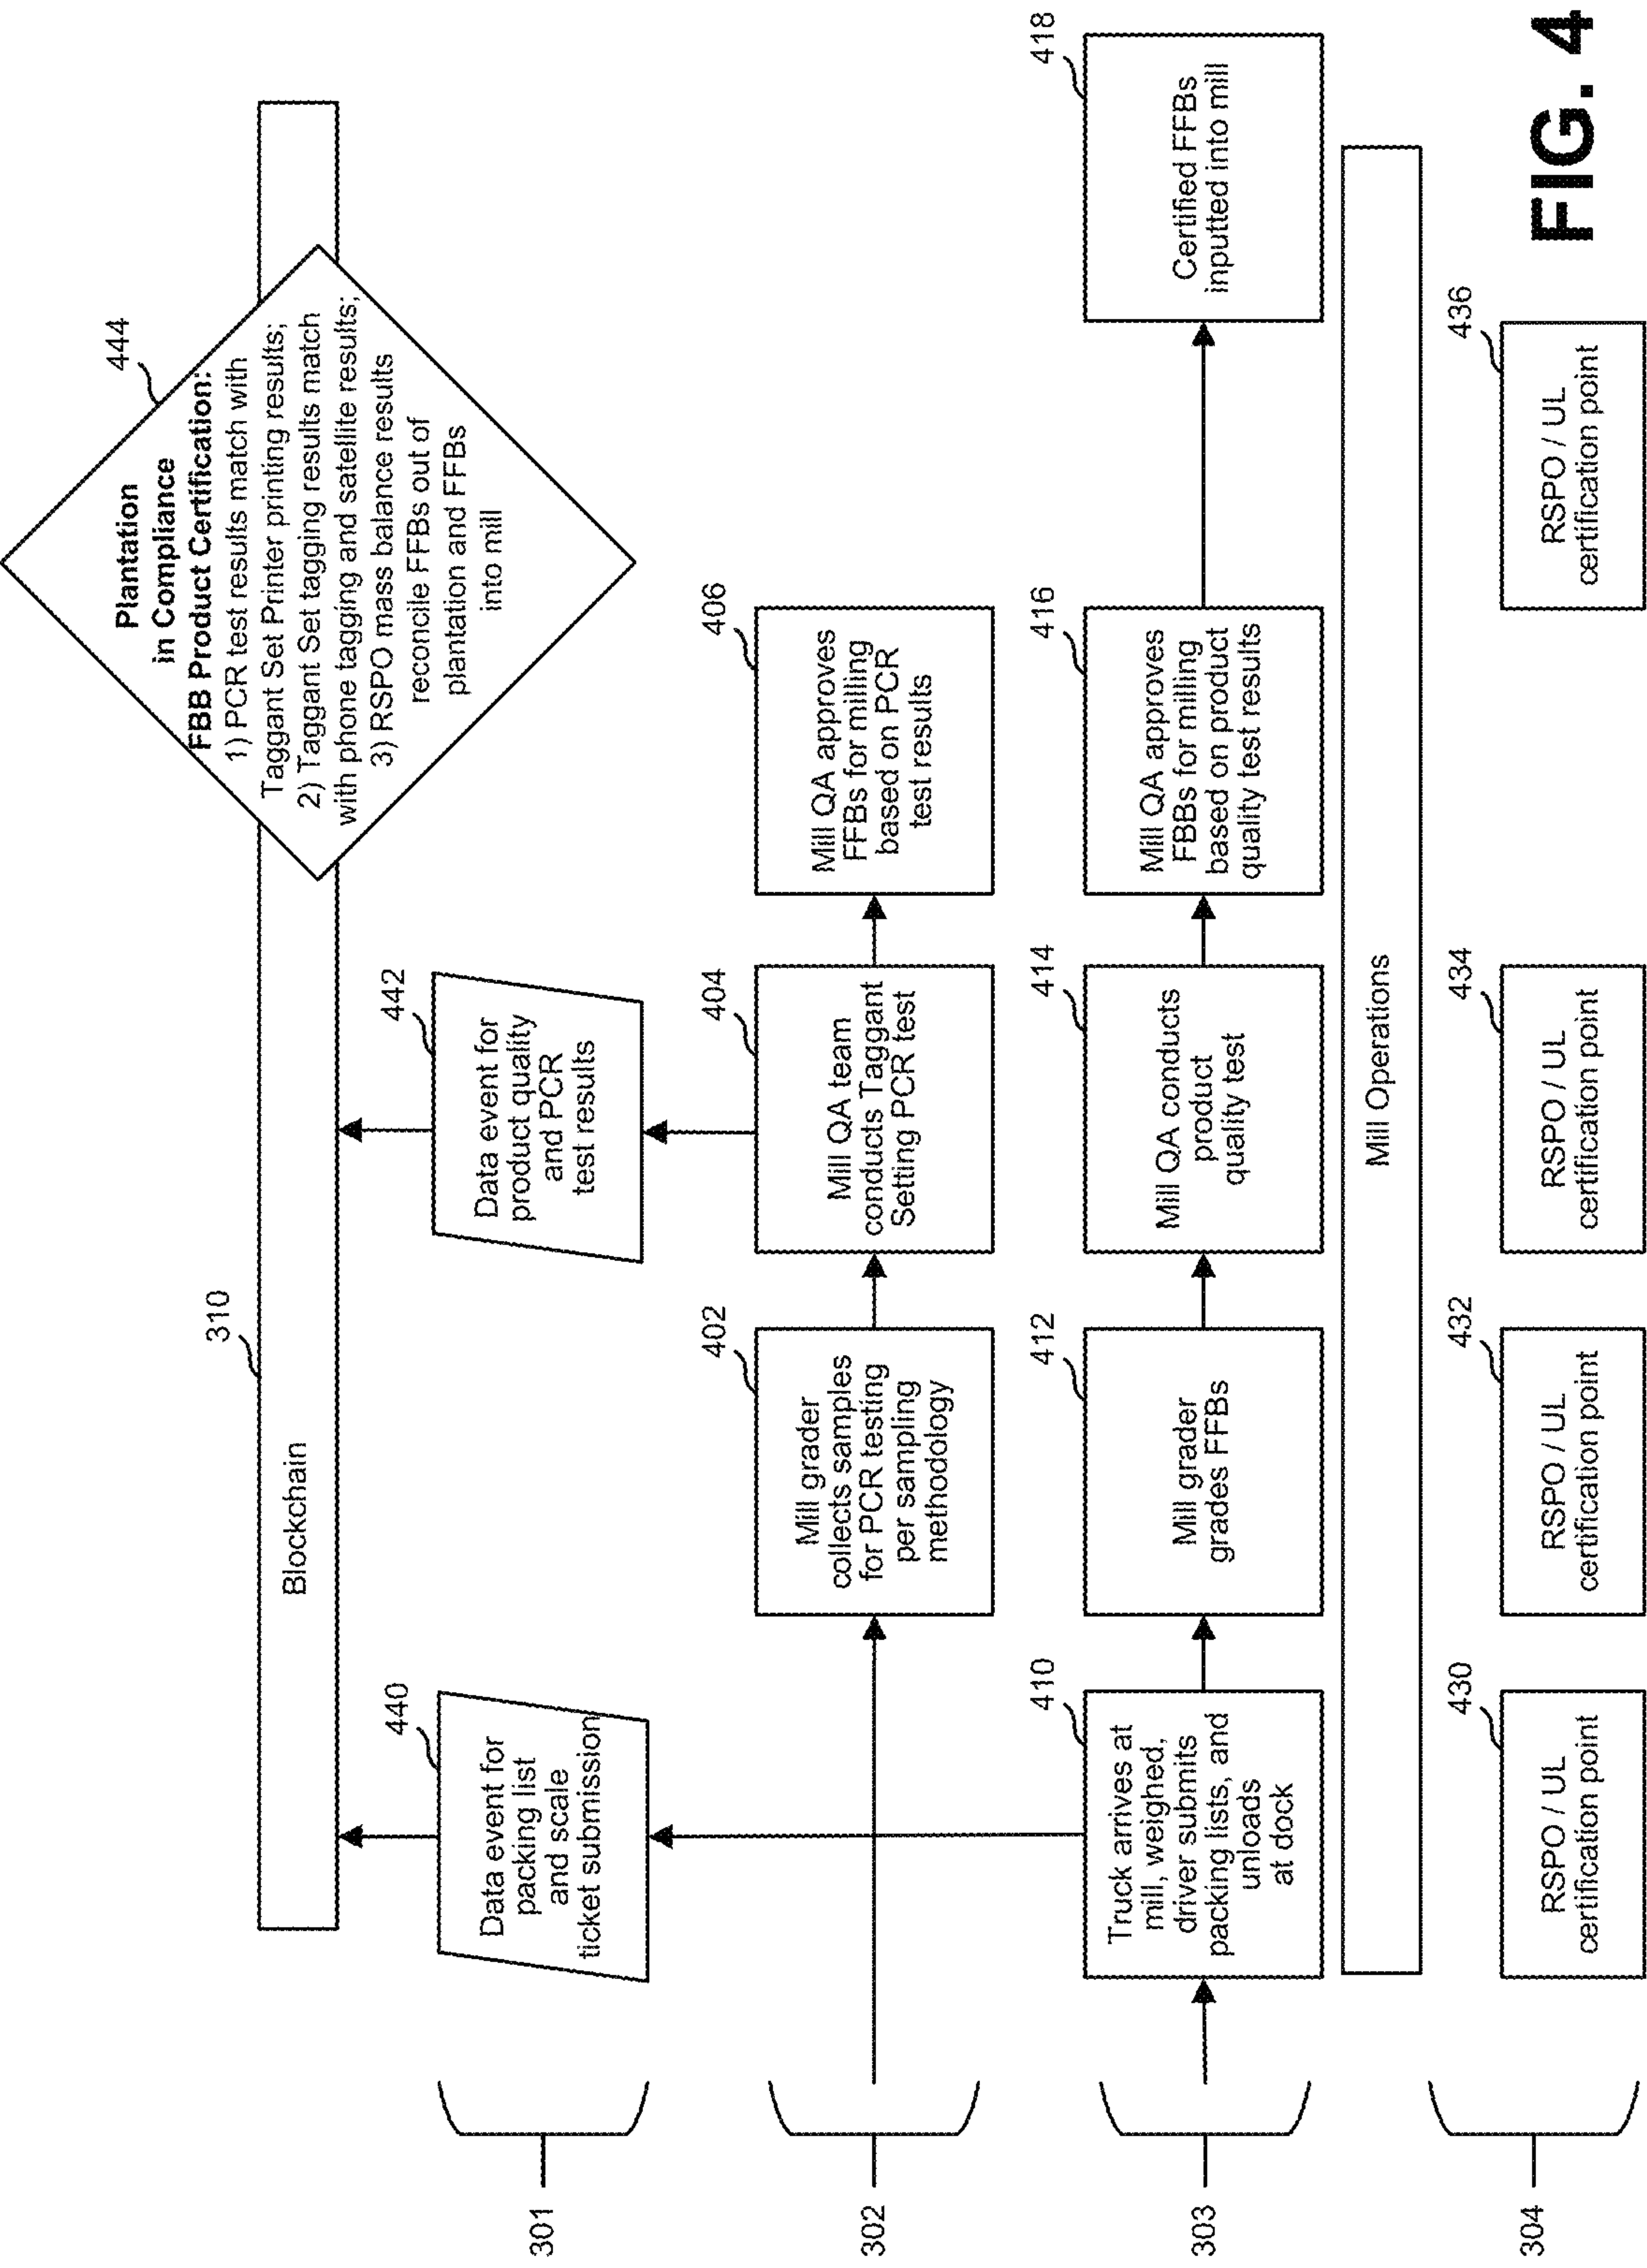 444
Plantation
in Compliance
FBB Product Certification:
1) PCR test results match with
Taggant Set Printer printing results;
2) Taggant Set tagging results match
with phone tagging and satellite results;
3) RSPO mass balance results
reconcile FFBs out of
plantation and FFBs
into mill
310
Blockchain
301
440
Data event for
packing list
and scale
ticket submission
442
Data event for
product quality
and PCR
test results
302
402
Mill grader
collects samples
for PCR testing
per sampling
methodology
404
Mill QA team
conducts Taggant
Setting PCR test
406
Mill QA approves
FFBs for milling
based on PCR
test results
303
410
Truck arrives at
mill, weighed,
driver submits
packing lists, and
unloads
at dock
412
Mill grader
grades FFBs
414
Mill QA conducts
product
quality test
416
Mill QA approves
FBBs for milling
based on product
quality test results
418
Certified FFBs
inputted into mill
Mill Operations
304
430
RSPO / UL
certification point
432
RSPO / UL
certification point
434
RSPO / UL
certification point
436
RSPO / UL
certification point
FIG. 4